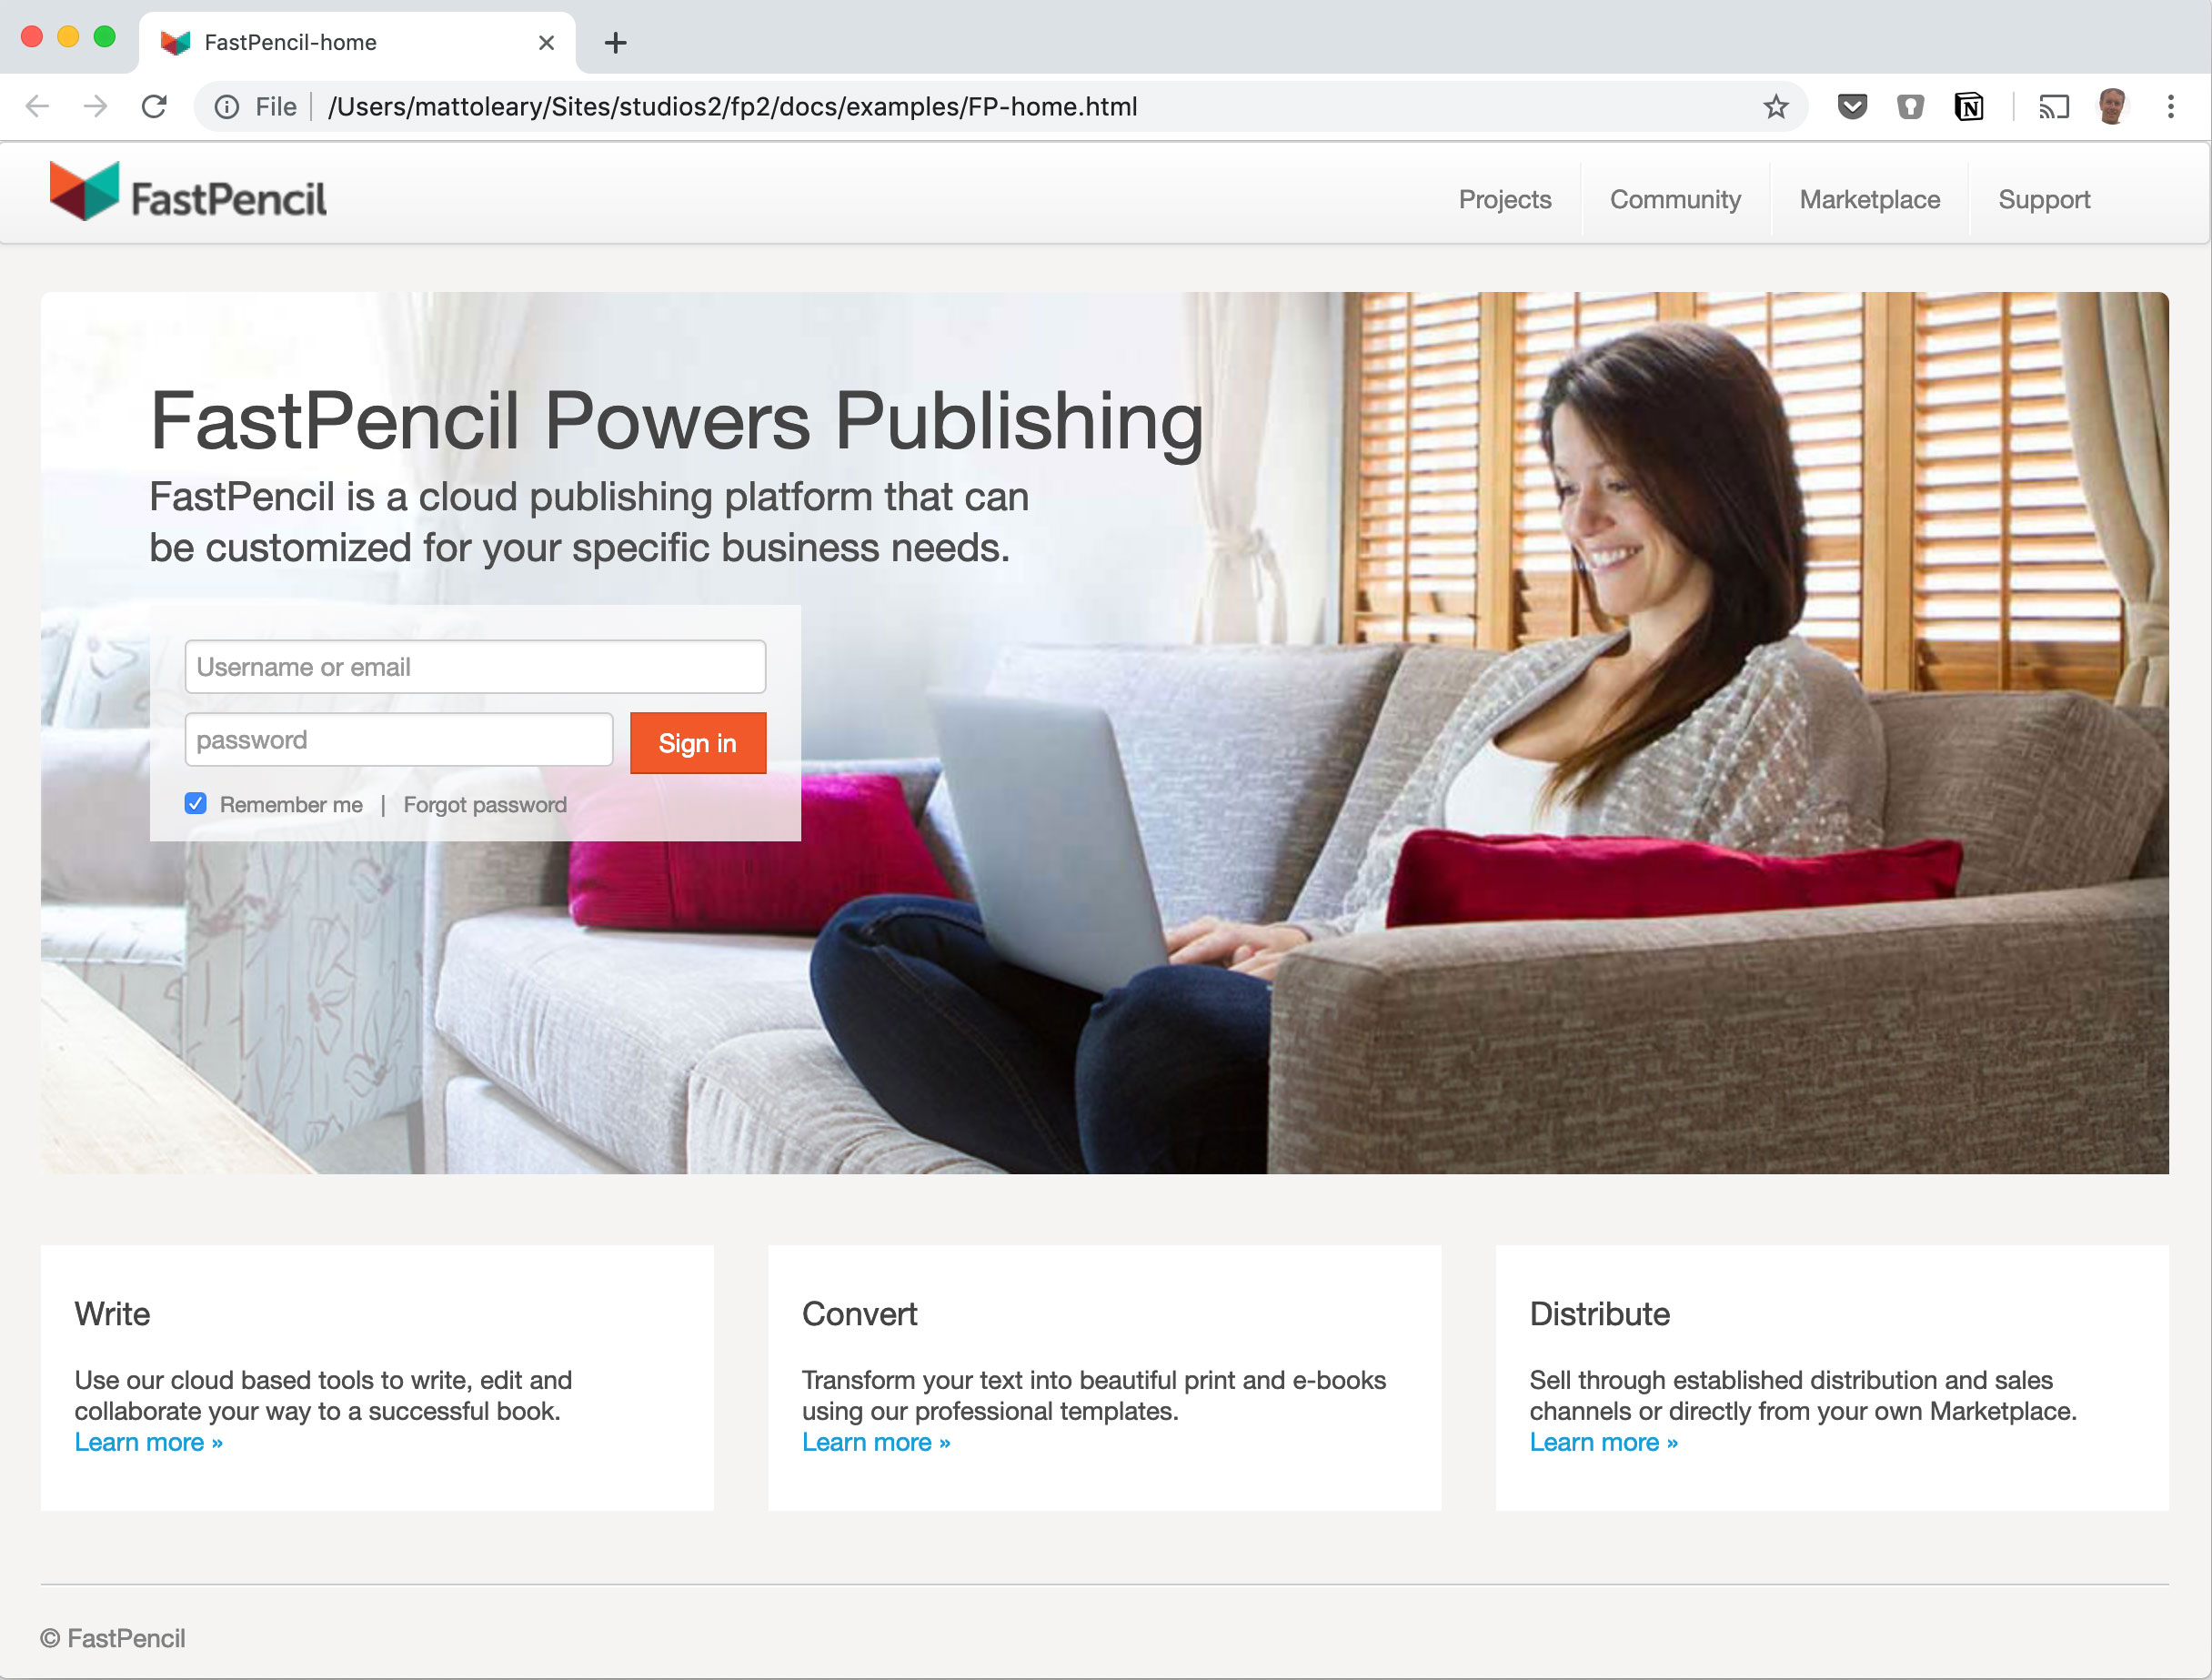 FastPencil-home
File /Users/mattoleary/Sites/studios2/fp2/docs/examples/FP-home.html
FastPencil
Projects Community Marketplace Support
FastPencil Powers Publishing
FastPencil is a cloud publishing platform that can
be customized for your specific business needs.
Username or email
password
Sign in
Remember me | Forgot password
Write
Use our cloud based tools to write, edit and
collaborate your way to a successful book.
Learn more »
Convert
Transform your text into beautiful print and e-books
using our professional templates.
Learn more »
Distribute
Sell through established distribution and sales
channels or directly from your own Marketplace.
Learn more »
© FastPencil